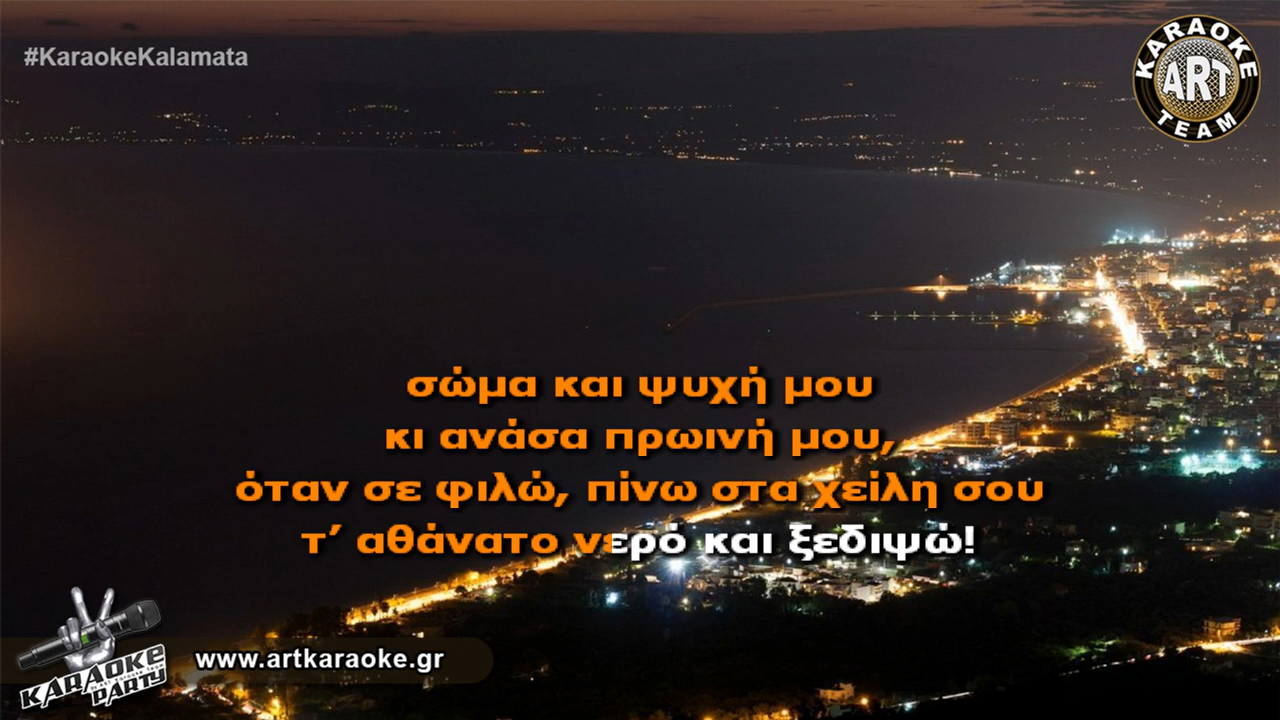 #KaraokeKalamata
KARAOKE
ART
TEAM
σώμα και ψυχή μου
κι ανάσα πρωινή μου,
όταν σε φιλώ, πίνω στα χείλη σου
τ’ αθάνατο νερό και ξεδιψώ!
KARAOKE
PARTY
www.artkaraoke.gr